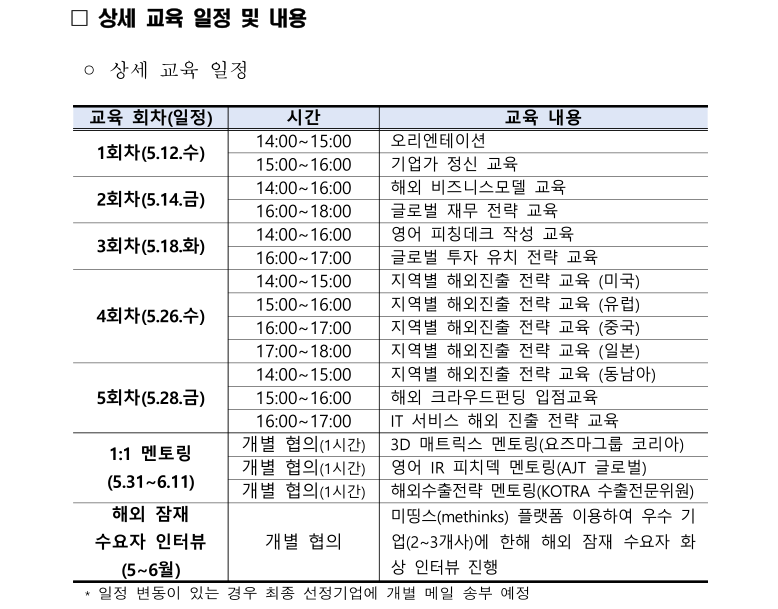 □ 상세 교육 일정 및 내용
○ 상세 교육 일정
교육 회차(일정) 시간 교육 내용
1회차(5.12.수)
14:00~15:00 오리엔테이션
15:00~16:00 기업가 정신 교육
2회차(5.14.금)
14:00~16:00 해외 비즈니스모델 교육
16:00~18:00 글로벌 재무 전략 교육
3회차(5.18.화)
14:00~16:00 영어 피칭데크 작성 교육
16:00~17:00 글로벌 투자 유치 전략 교육
4회차(5.26.수)
14:00~15:00 지역별 해외진출 전략 교육 (미국)
15:00~16:00 지역별 해외진출 전략 교육 (유럽)
16:00~17:00 지역별 해외진출 전략 교육 (중국)
17:00~18:00 지역별 해외진출 전략 교육 (일본)
5회차(5.28.금)
14:00~15:00 지역별 해외진출 전략 교육 (동남아)
15:00~16:00 해외 크라우드펀딩 입점교육
16:00~17:00 IT 서비스 해외 진출 전략 교육
1:1 멘토링
(5.31~6.11)
개별 협의(1시간) 3D 매트릭스 멘토링(요즈마그룹 코리아)
개별 협의(1시간) 영어 IR 피치덱 멘토링(AJT 글로벌)
개별 협의(1시간) 해외수출전략 멘토링(KOTRA 수출전문위원)
해외 잠재
수요자 인터뷰
(5~6월)
개별 협의
미띵스(methinks) 플랫폼 이용하여 우수 기
업(2~3개사)에 한해 해외 잠재 수요자 화
상 인터뷰 진행
* 일정 변동이 있는 경우 최종 선정기업에 개별 메일 송부 예정